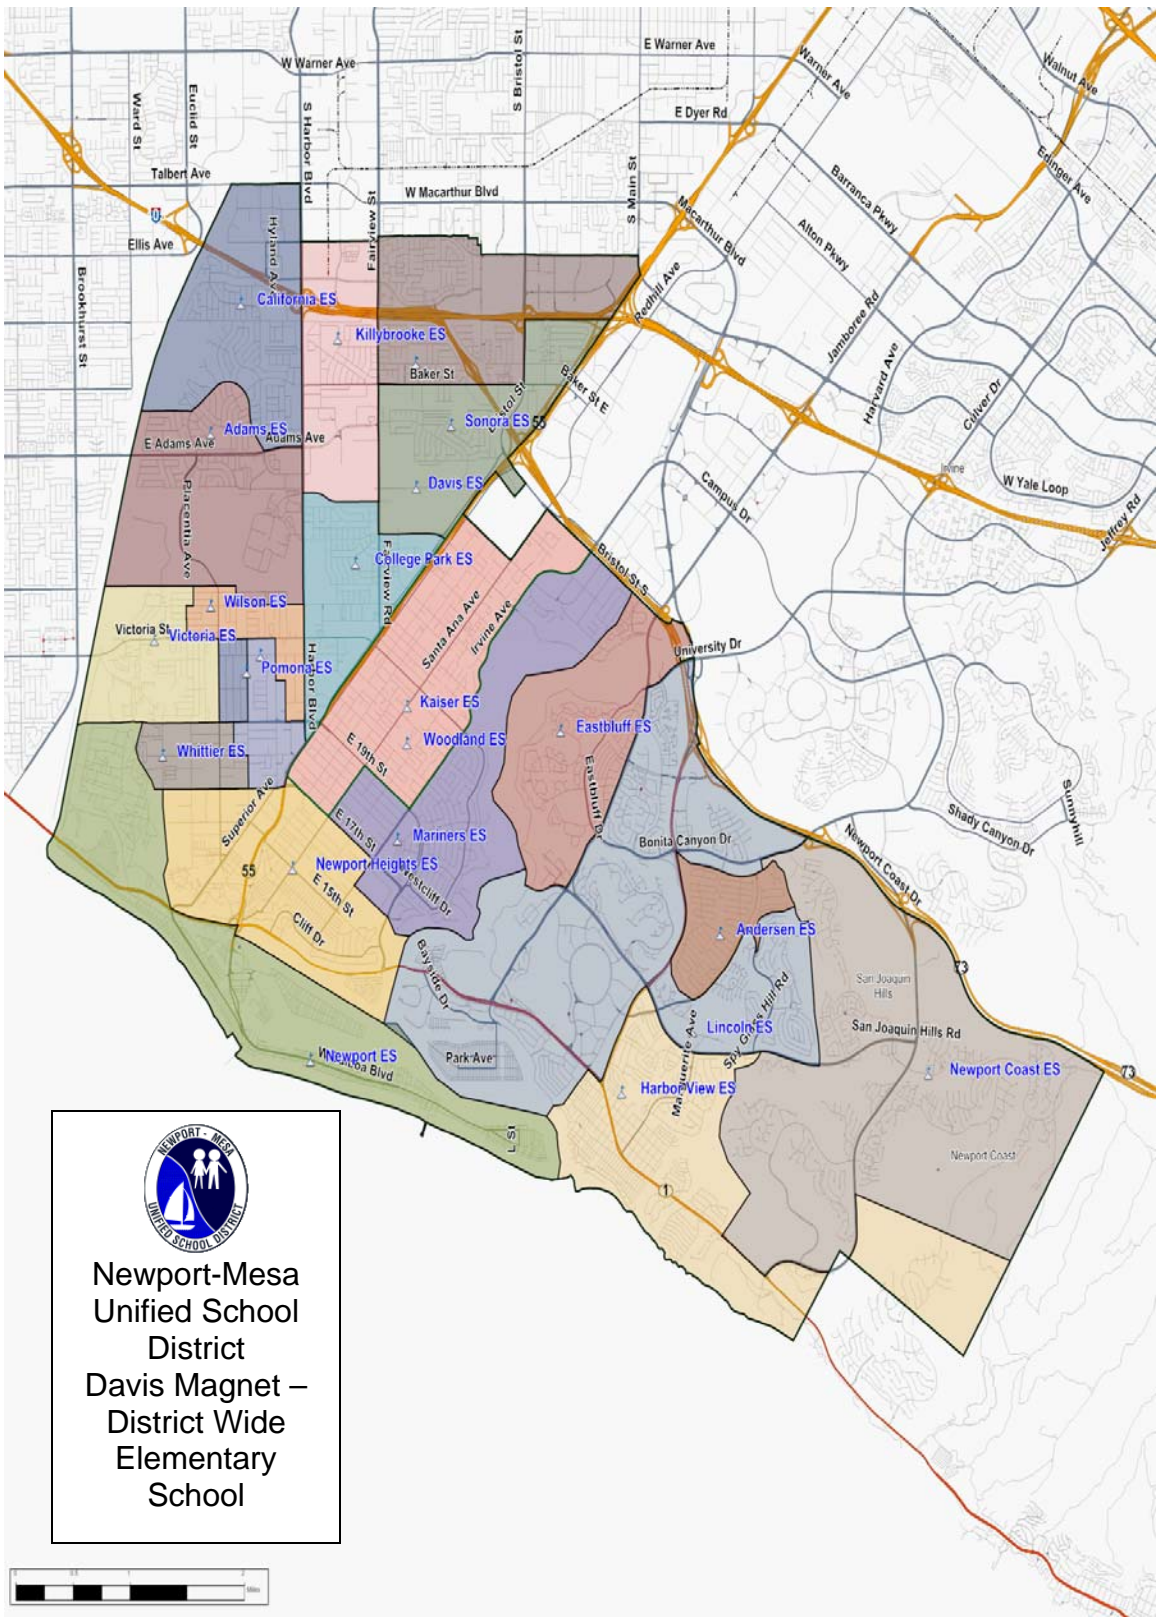 E Warner Ave
W Warner Ave
S Bristol St
Warner Ave
Walnut Ave
Ward St
Euclid St
S Harbor Blvd
E Dyer Rd
Edinger Ave
Talbert Ave
Fairview St
W Macarthur Blvd
S Main St
Macarthur Blvd
Barranca Pkwy
Alton Pkwy
Ellis Ave
Hyland Ave
Brookhurst St
Redhill Ave
Jamboree Rd
Harvard Ave
Culver Dr
California ES
Killybrooke ES
Baker St
Baker St E
Sonora ES
55
Adams ES
E Adams Ave
Adams Ave
Irvine
W Yale Loop
Jeffrey Rd
Placentia Ave
Davis ES
Campus Dr
College Park ES
Fairview Rd
Bristol St S
Santa Ana Ave
Irvine Ave
Wilson ES
Victoria St
Victoria ES
University Dr
Pomona ES
Harbor Blvd
Kaiser ES
Woodland ES
Eastbluff ES
Eastbluff Dr
Whittier ES
E 19th St
Superior Ave
E 17th St
Mariners ES
Bonita Canyon Dr
Shady Canyon Dr
Sunnyhill
Newport Coast Dr
55
Newport Heights ES
Westcliff Dr
E 15th St
Cliff Dr
Andersen ES
Bayside Dr
73
San Joaquin
Hills
Spy Glass Hill Rd
Lincoln ES
San Joaquin Hills Rd
Marguerite Ave
Newport ES
Park Ave
Newport Coast ES
73
Harbor View ES
L St
Newport Coast
1
NEWPORT - MESA
UNIFIED SCHOOL DISTRICT
Newport-Mesa
Unified School
District
Davis Magnet –
District Wide
Elementary
School
0 0.5 1 2
Miles